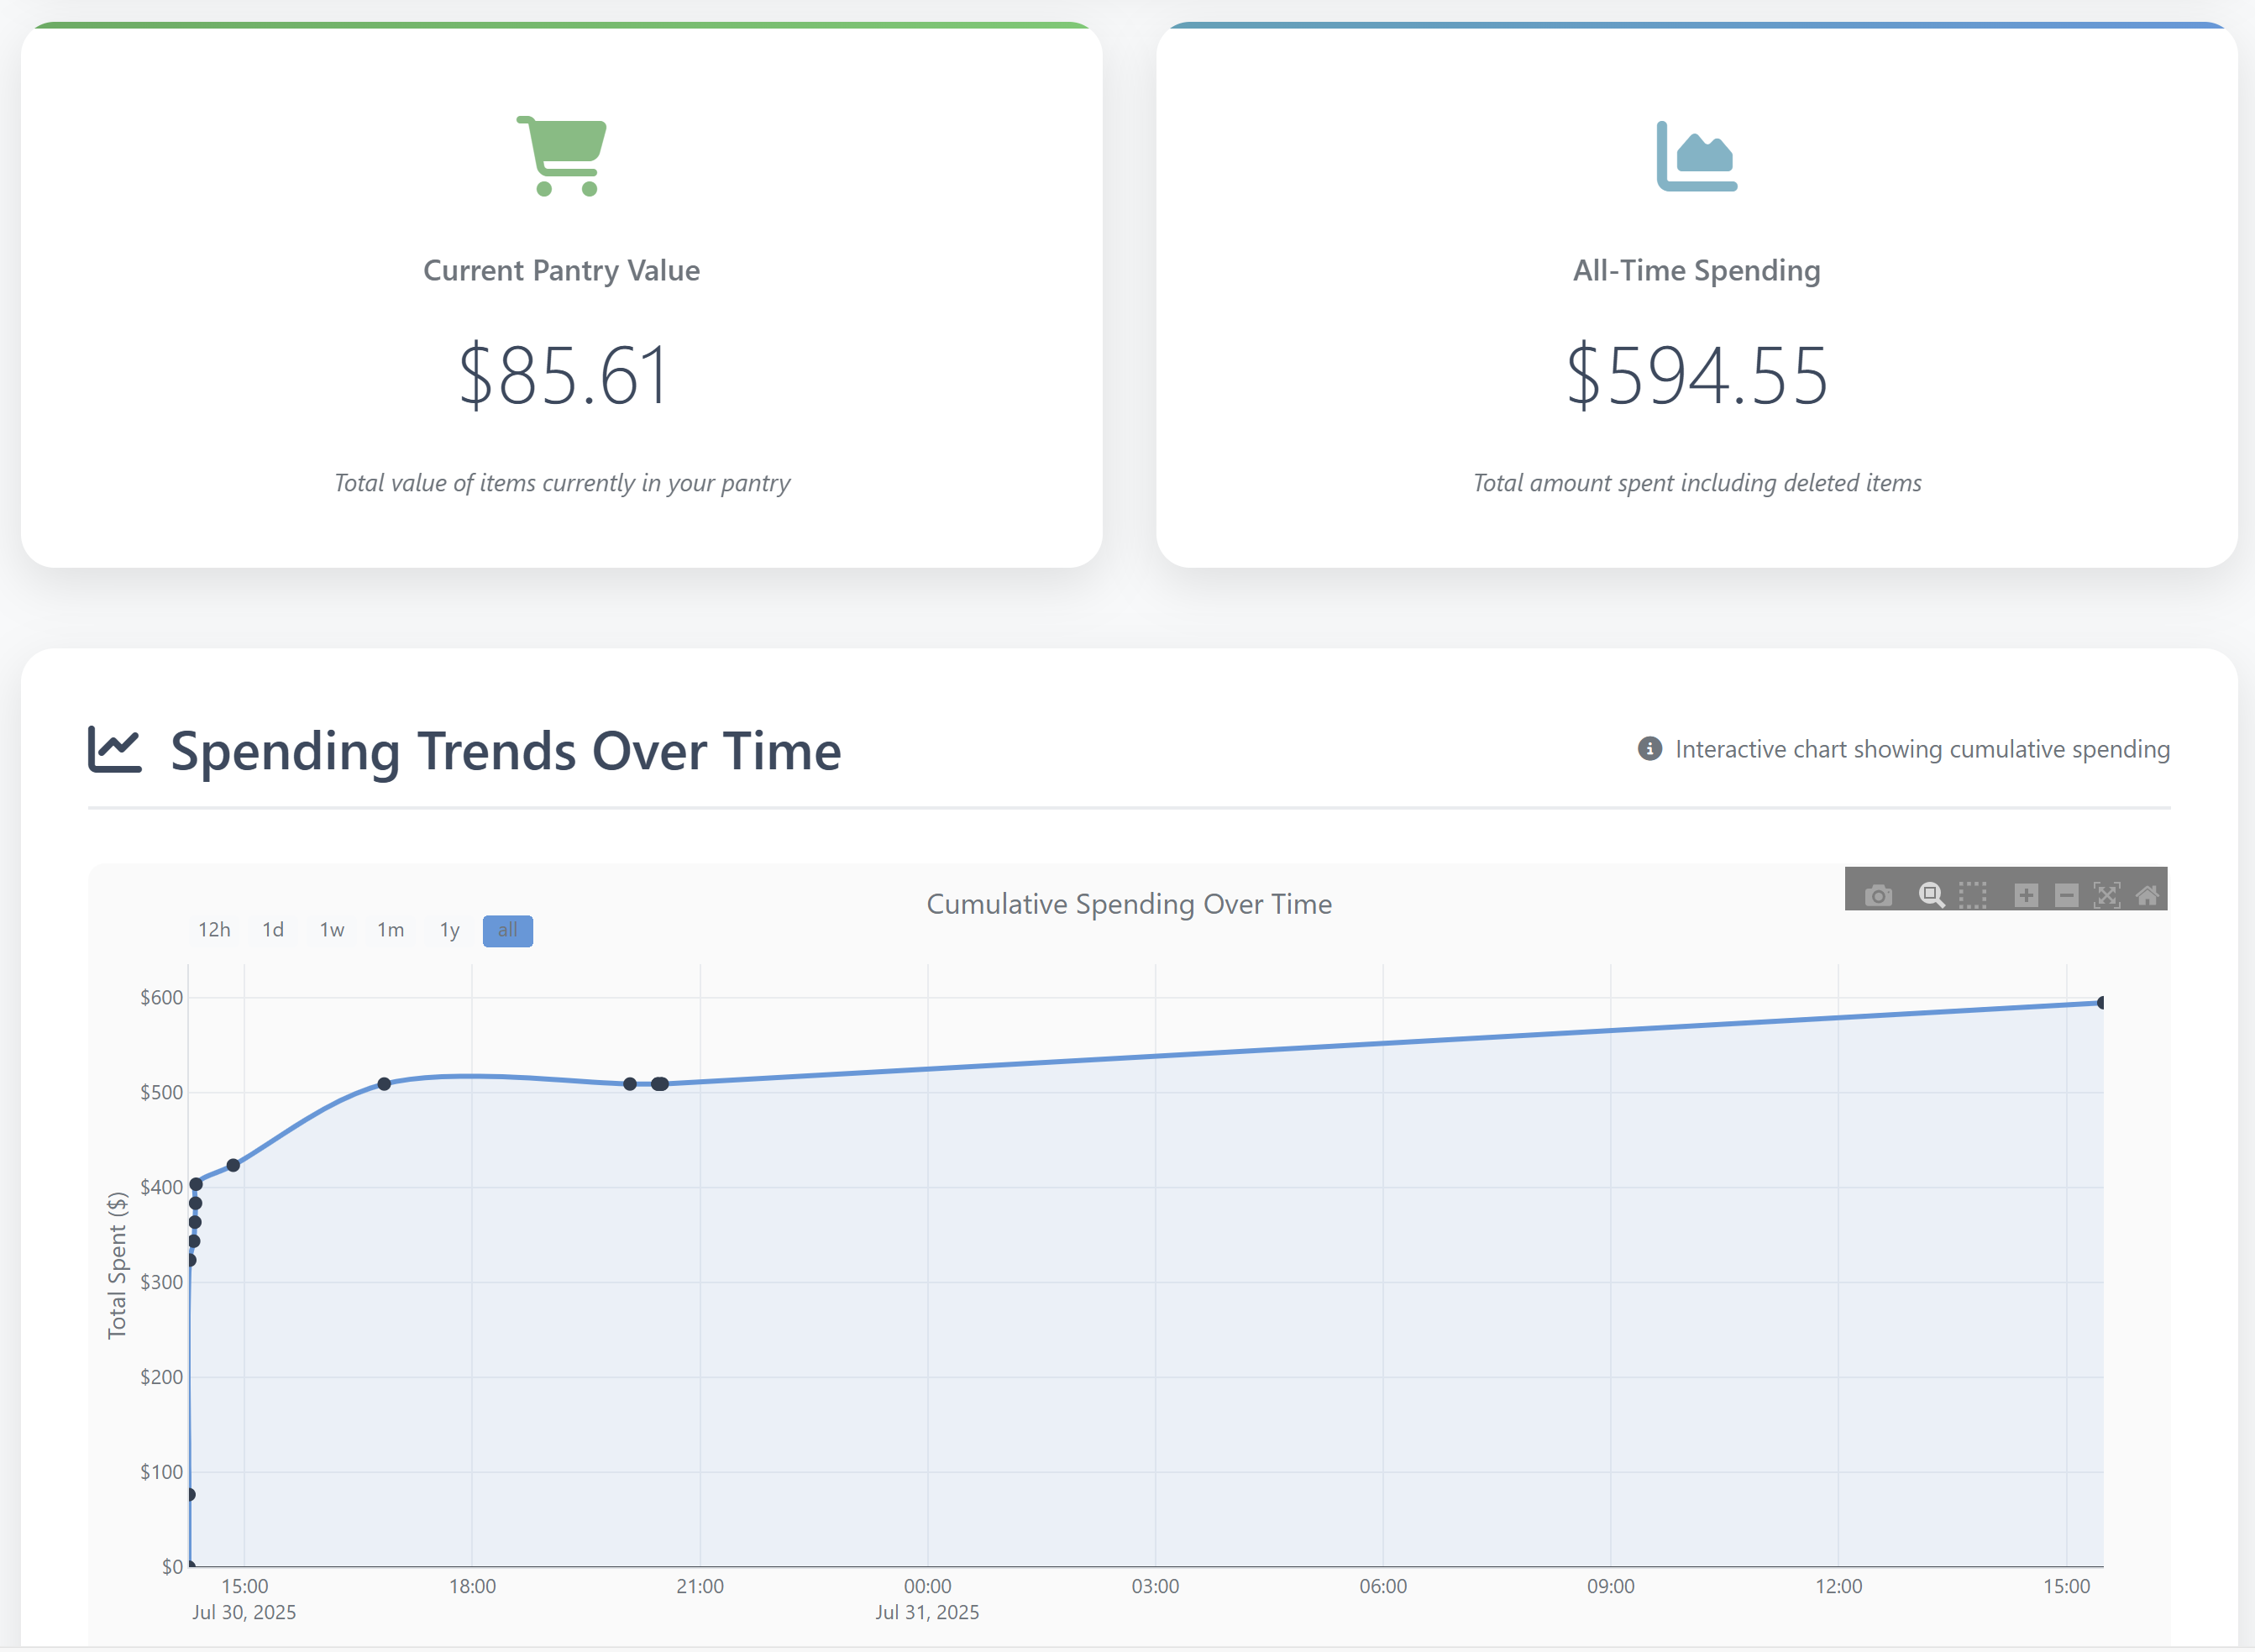 Current Pantry Value
$85.61
Total value of items currently in your pantry
All-Time Spending
$594.55
Total amount spent including deleted items
Spending Trends Over Time
Interactive chart showing cumulative spending
Cumulative Spending Over Time
12h 1d 1w 1m 1y all
Total Spent ($)
$600
$500
$400
$300
$200
$100
$0
15:00 18:00 21:00 00:00 03:00 06:00 09:00 12:00 15:00
Jul 30, 2025 Jul 31, 2025